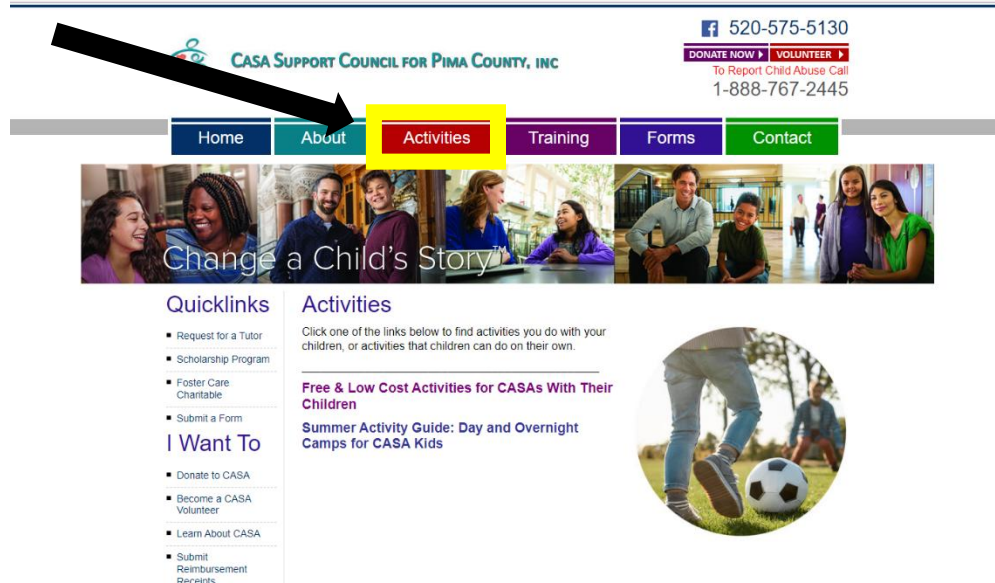 520-575-5130
CASA SUPPORT COUNCIL FOR PIMA COUNTY, INC
DONATE NOW VOLUNTEER
To Report Child Abuse Call
1-888-767-2445
Home About Activities Training Forms Contact
Change a Child's Story™
Quicklinks
Request for a Tutor
Scholarship Program
Foster Care
Charitable
Submit a Form
I Want To
Donate to CASA
Become a CASA
Volunteer
Learn About CASA
Submit
Reimbursement
Receipts
Activities
Click one of the links below to find activities you do with your
children, or activities that children can do on their own.
Free & Low Cost Activities for CASAs With Their
Children
Summer Activity Guide: Day and Overnight
Camps for CASA Kids